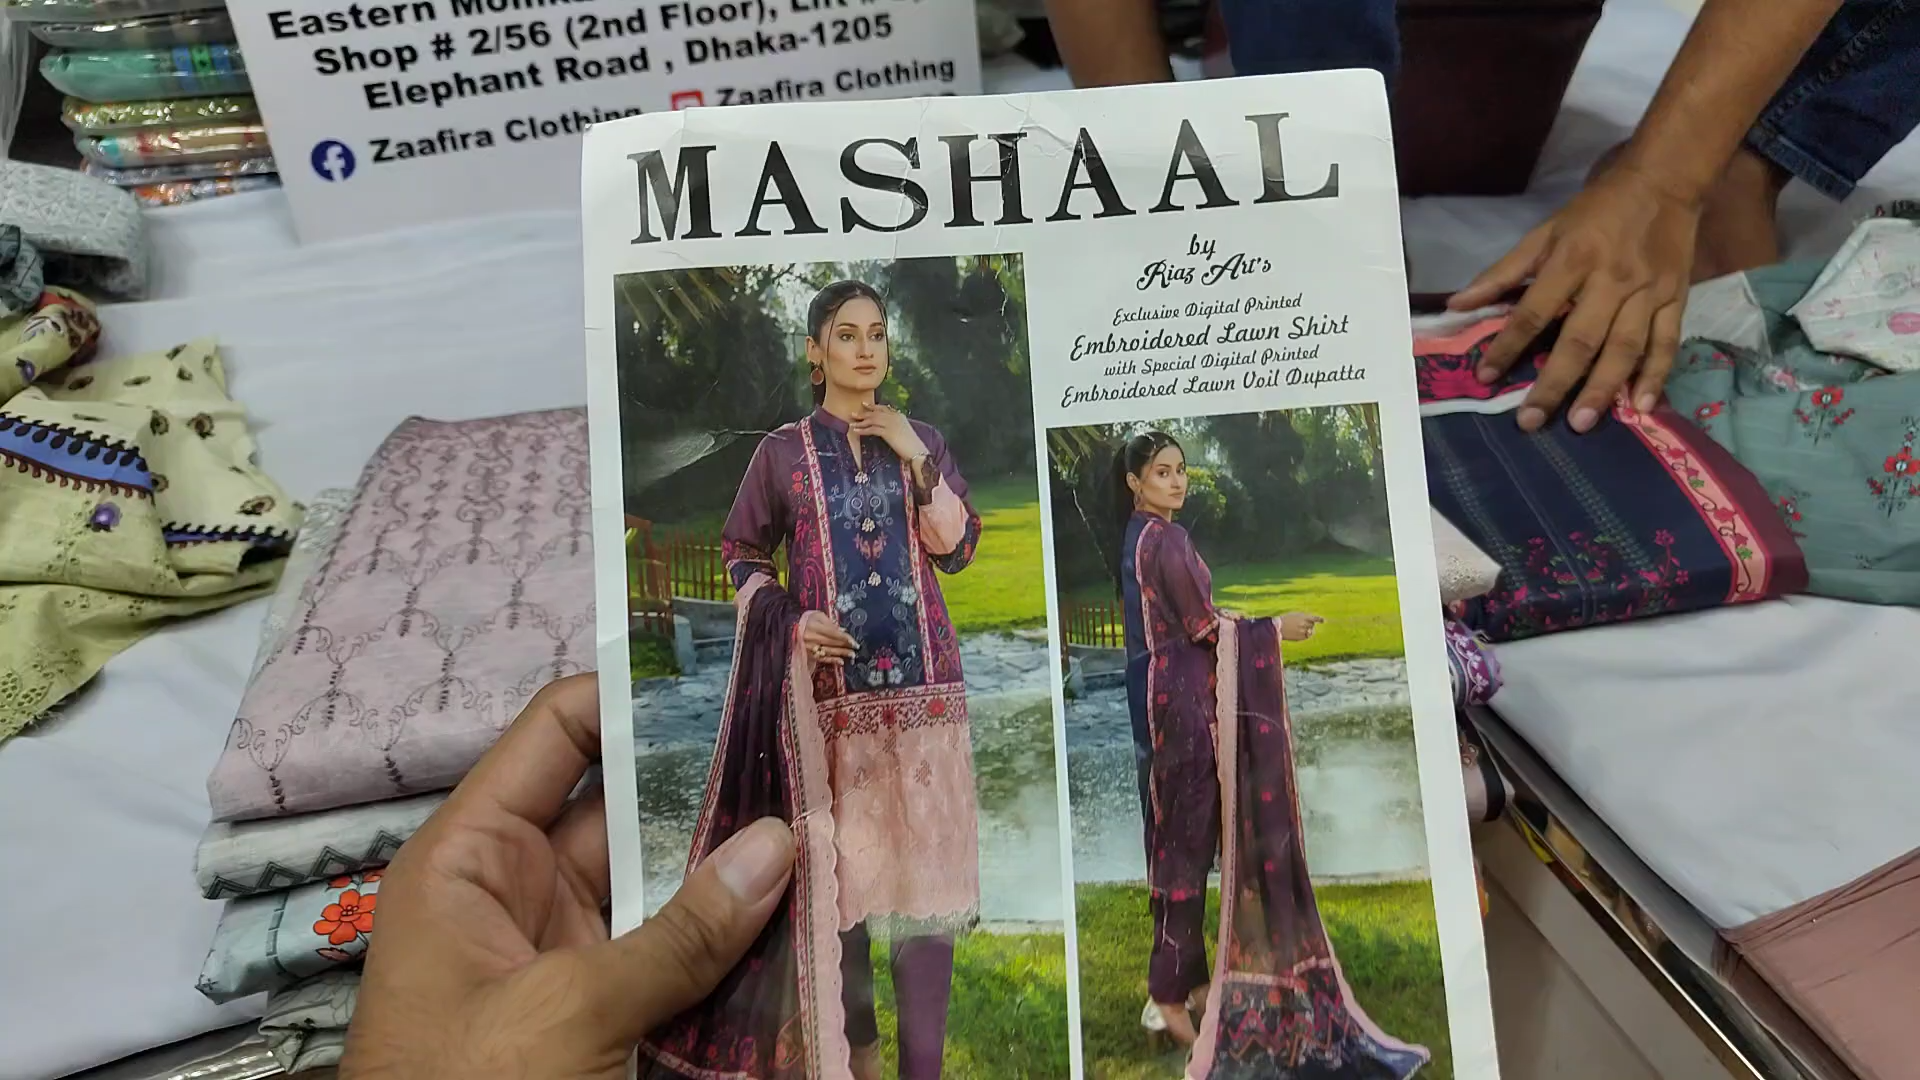 Eastern
Shop # 2/56 (2nd Floor),
Elephant Road , Dhaka-1205
Zaafira Clothing
Zaafira Clothing
MASHAAL
by
Riaz Art's
Exclusive Digital Printed
Embroidered Lawn Shirt
with Special Digital Printed
Embroidered Lawn Voil Dupatta